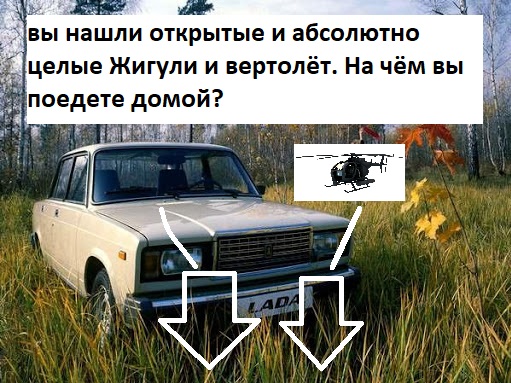 вы нашли открытые и абсолютно
целые Жигули и вертолёт. На чём вы
поедете домой?
LADA